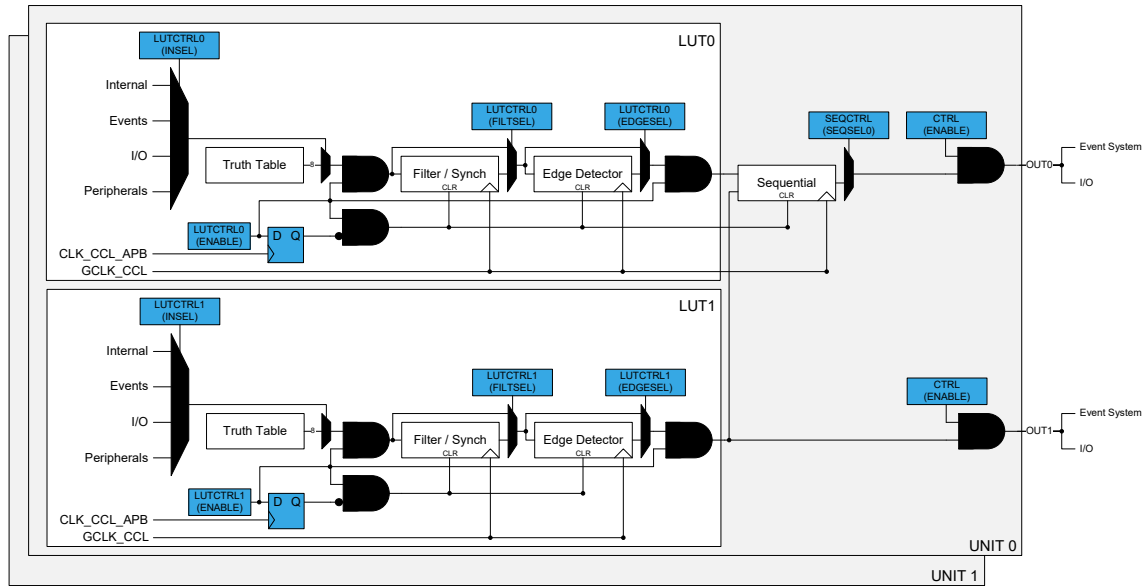 LUT0
LUTCTRL0
(INSEL)
Internal
Events
I/O
Peripherals
Truth Table
8
LUTCTRL0
(FILTSEL)
LUTCTRL0
(EDGESEL)
Filter / Synch
CLR
Edge Detector
CLR
SEQCTRL
(SEQSEL0)
Sequential
CLR
CTRL
(ENABLE)
OUT0
Event System
I/O
LUTCTRL0
(ENABLE)
D Q
CLK_CCL_APB
GCLK_CCL
LUT1
LUTCTRL1
(INSEL)
Internal
Events
I/O
Peripherals
Truth Table
8
LUTCTRL1
(FILTSEL)
LUTCTRL1
(EDGESEL)
Filter / Synch
CLR
Edge Detector
CLR
CTRL
(ENABLE)
OUT1
Event System
I/O
LUTCTRL1
(ENABLE)
D Q
CLK_CCL_APB
GCLK_CCL
UNIT 0
UNIT 1